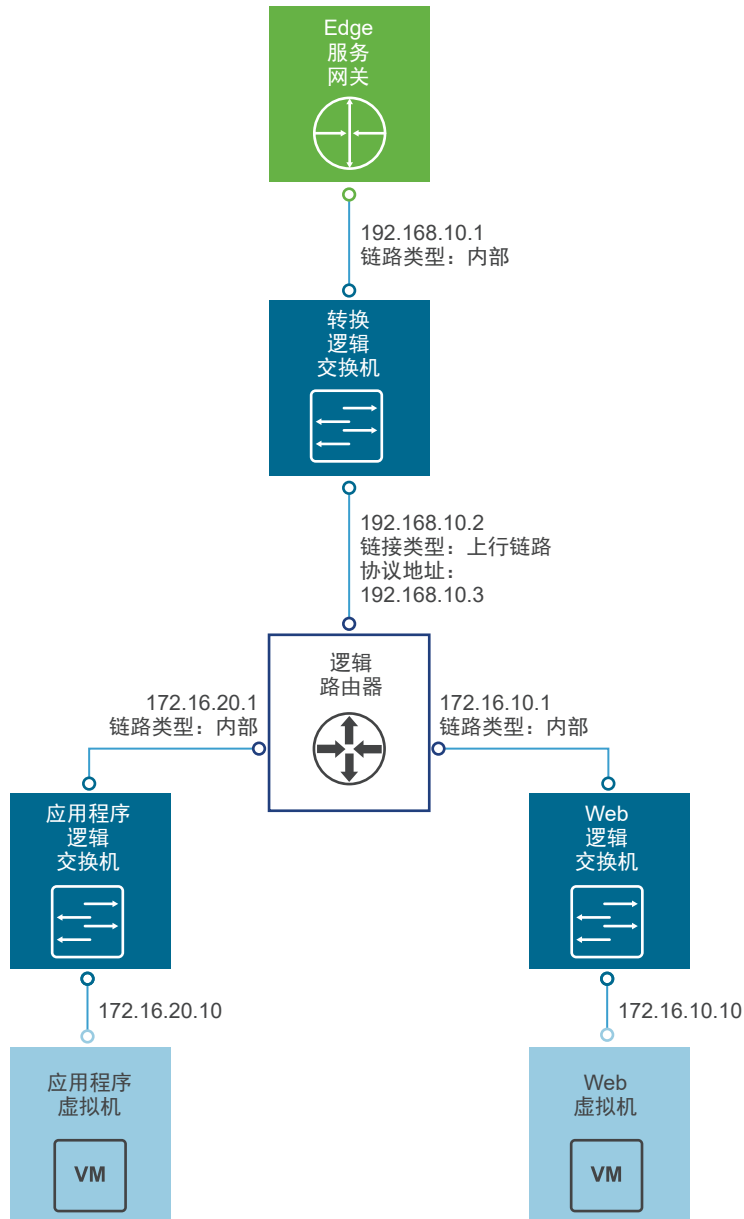 Edge
服务
网关
192.168.10.1
链路类型：内部
转换
逻辑
交换机
192.168.10.2
链接类型：上行链路
协议地址：
192.168.10.3
逻辑
路由器
172.16.20.1
链路类型：内部
172.16.10.1
链路类型：内部
应用程序
逻辑
交换机
Web
逻辑
交换机
172.16.20.10
172.16.10.10
应用程序
虚拟机
VM
Web
虚拟机
VM